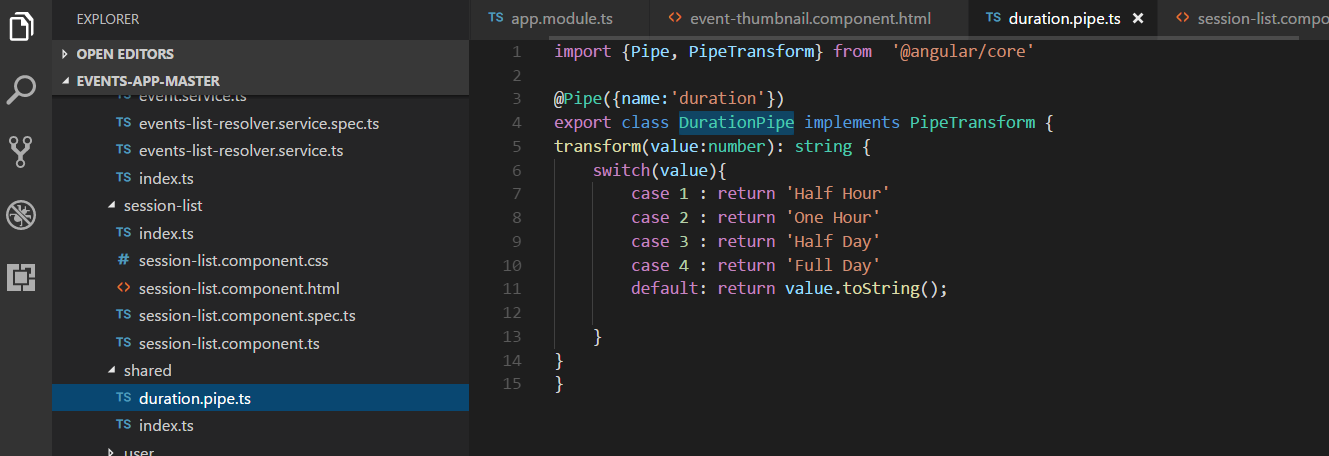 EXPLORER
OPEN EDITORS
EVENTS-APP-MASTER
event.service.ts
TS events-list-resolver.service.spec.ts
TS events-list-resolver.service.ts
TS index.ts
session-list
TS index.ts
# session-list.component.css
<> session-list.component.html
TS session-list.component.spec.ts
TS session-list.component.ts
shared
TS duration.pipe.ts
TS index.ts
user
TS app.module.ts <> event-thumbnail.component.html TS duration.pipe.ts × <> session-list.compo
1 import {Pipe, PipeTransform} from  '@angular/core'
2
3 @Pipe({name:'duration'})
4 export class DurationPipe implements PipeTransform {
5 transform(value:number): string {
6     switch(value){
7         case 1 : return 'Half Hour'
8         case 2 : return 'One Hour'
9         case 3 : return 'Half Day'
10         case 4 : return 'Full Day'
11         default: return value.toString();
12
13     }
14 }
15 }